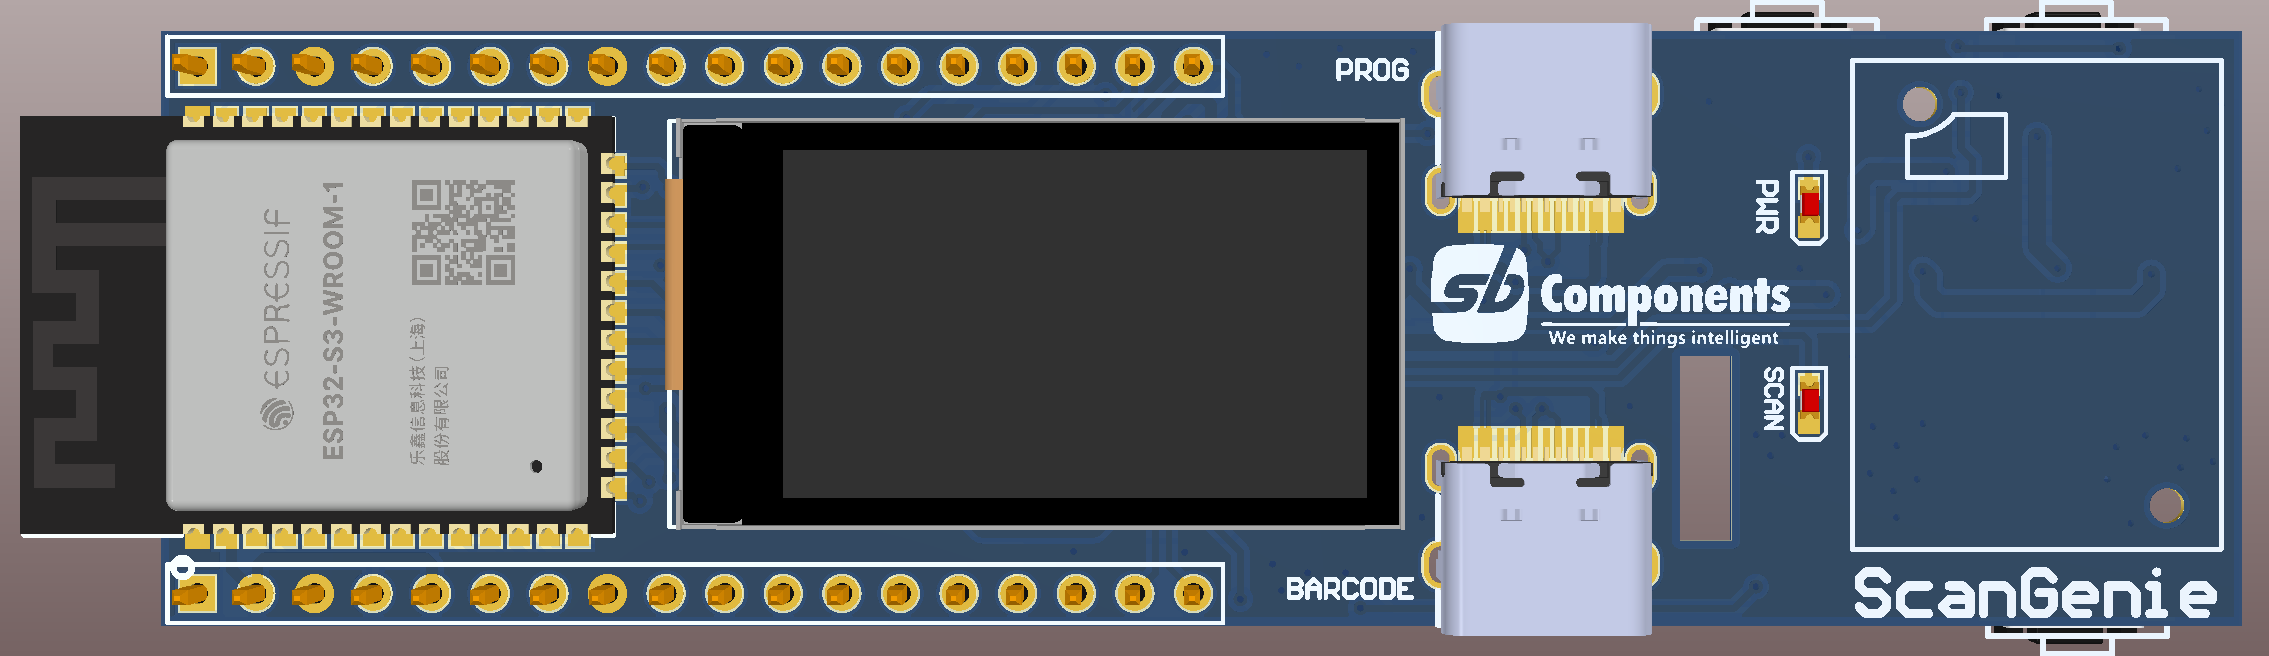 PROG
ESPRESSIF
ESP32-S3-WROOM-1
乐鑫信息科技(上海)
股份有限公司
PWR
sb Components
We make things intelligent
SCAN
BARCODE
ScanGenie